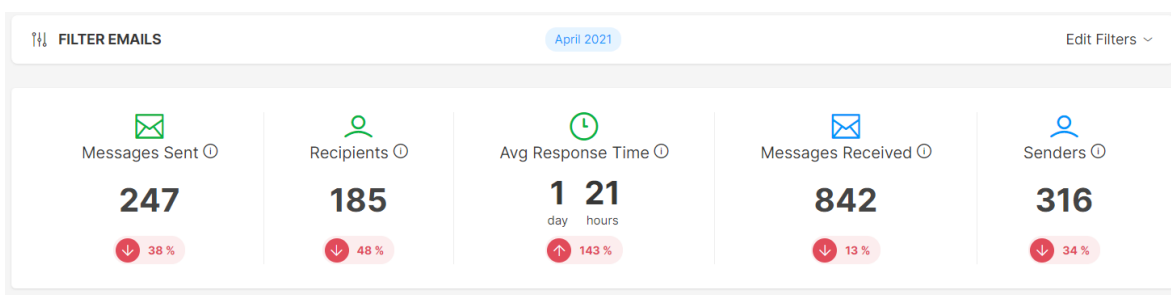 FILTER EMAILS
April 2021
Edit Filters
Messages Sent
247
38 %
Recipients
185
48 %
Avg Response Time
1 21
day hours
143 %
Messages Received
842
13 %
Senders
316
34 %